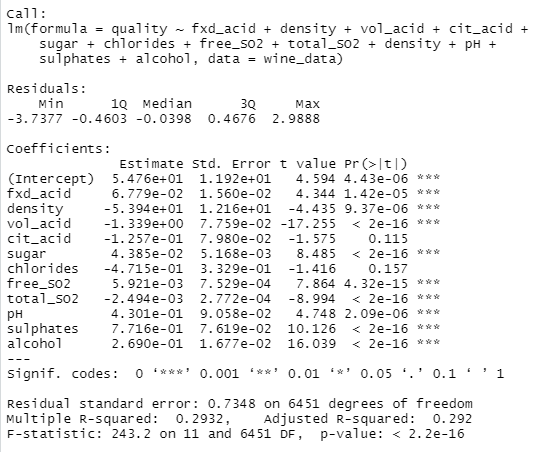 Call:
lm(formula = quality ~ fxd_acid + density + vol_acid + cit_acid +
    sugar + chlorides + free_SO2 + total_SO2 + density + pH +
    sulphates + alcohol, data = wine_data)
Residuals:
    Min      1Q  Median      3Q     Max
-3.7377 -0.4603 -0.0398  0.4676  2.9888
Coefficients:
              Estimate Std. Error t value Pr(>|t|)
(Intercept)  5.476e+01  1.192e+01   4.594 4.43e-06 ***
fxd_acid     6.779e-02  1.560e-02   4.344 1.42e-05 ***
density     -5.394e+01  1.216e+01  -4.435 9.37e-06 ***
vol_acid    -1.339e+00  7.759e-02 -17.255  < 2e-16 ***
cit_acid    -1.257e-01  7.980e-02  -1.575    0.115
sugar        4.385e-02  5.168e-03   8.485  < 2e-16 ***
chlorides   -4.715e-01  3.329e-01  -1.416    0.157
free_SO2     5.921e-03  7.529e-04   7.864 4.32e-15 ***
total_SO2   -2.494e-03  2.772e-04  -8.994  < 2e-16 ***
pH           4.301e-01  9.058e-02   4.748 2.09e-06 ***
sulphates    7.716e-01  7.619e-02  10.126  < 2e-16 ***
alcohol      2.690e-01  1.677e-02  16.039  < 2e-16 ***
---
Signif. codes:  0 ‘***’ 0.001 ‘**’ 0.01 ‘*’ 0.05 ‘.’ 0.1 ‘ ’ 1
Residual standard error: 0.7348 on 6451 degrees of freedom
Multiple R-squared:  0.2932,    Adjusted R-squared:  0.292
F-statistic: 243.2 on 11 and 6451 DF,  p-value: < 2.2e-16